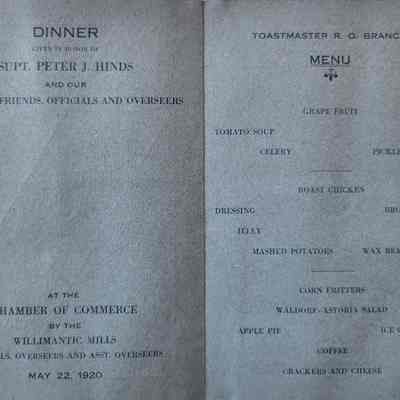 DINNER
GIVEN IN HONOR OF
SUPT. PETER J. HINDS
AND OUR
FRIENDS, OFFICIALS AND OVERSEERS
AT THE
CHAMBER OF COMMERCE
BY THE
WILLIMANTIC MILLS
OVERSEERS AND ASST. OVERSEERS
MAY 22, 1920
TOASTMASTER R. O.
MENU
GRAPE FRUIT
TOMATO SOUP
CELERY
ROAST CHICKEN
DRESSING
JELLY
MASHED POTATOES WAX
CORN FRITTERS
WALDORF-ASTORIA SALAD
APPLE PIE
COFFEE
CRACKERS AND CHEESE